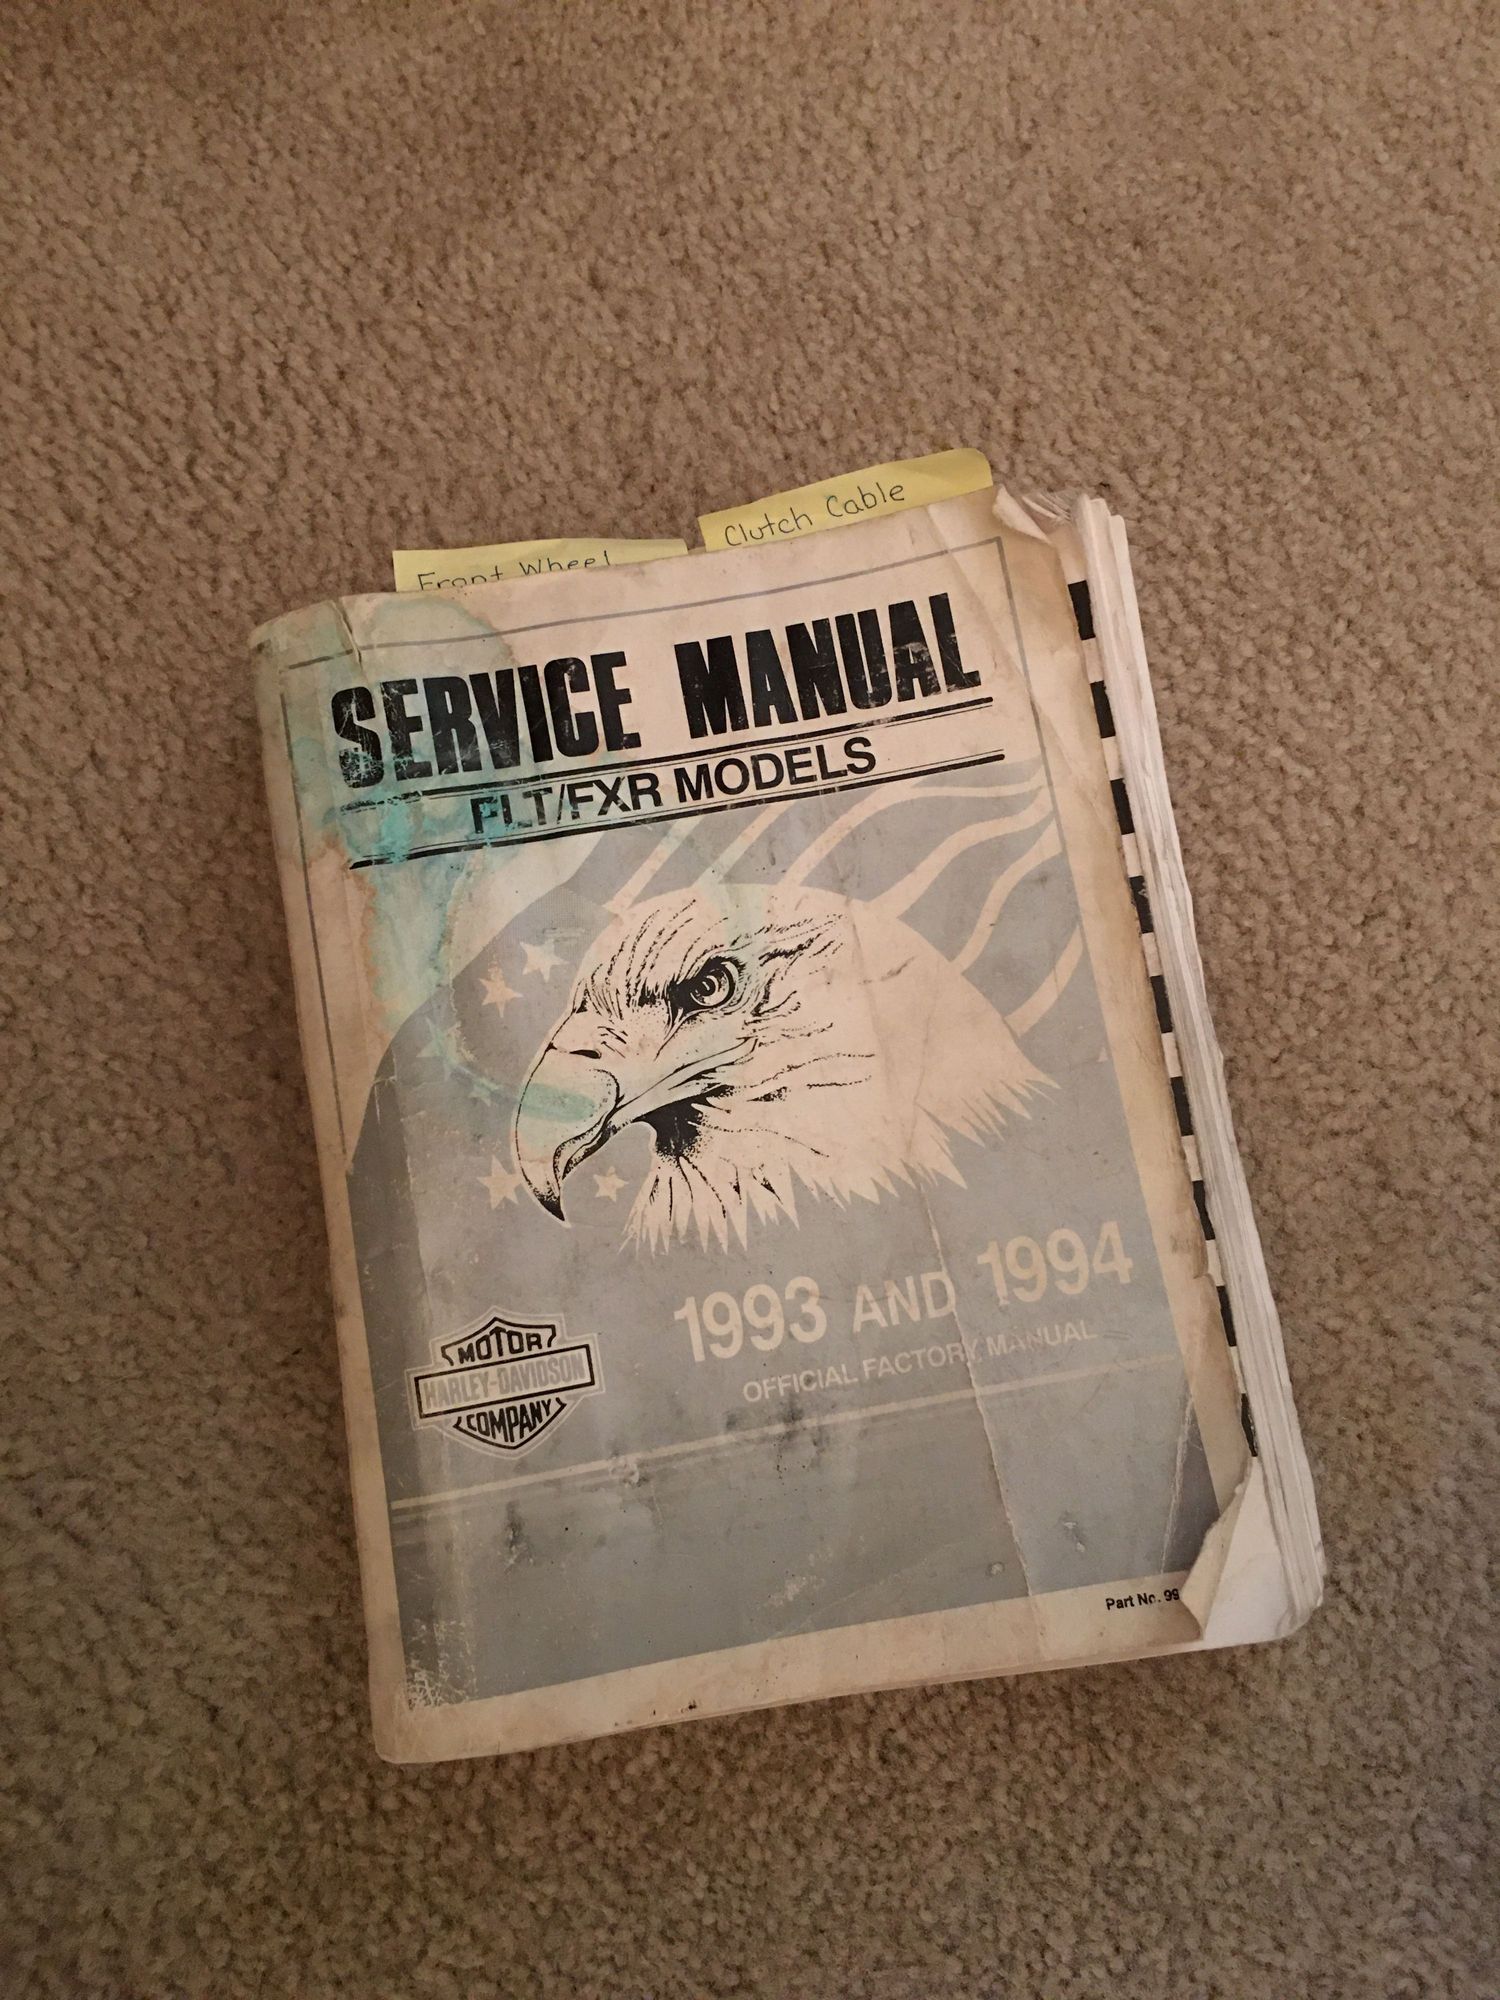 Clutch Cable
Front Wheel
SERVICE MANUAL
FLT/FXR MODELS
1993 AND 1994
OFFICIAL FACTORY MANUAL
MOTOR
HARLEY-DAVIDSON
COMPANY
Part No. 99